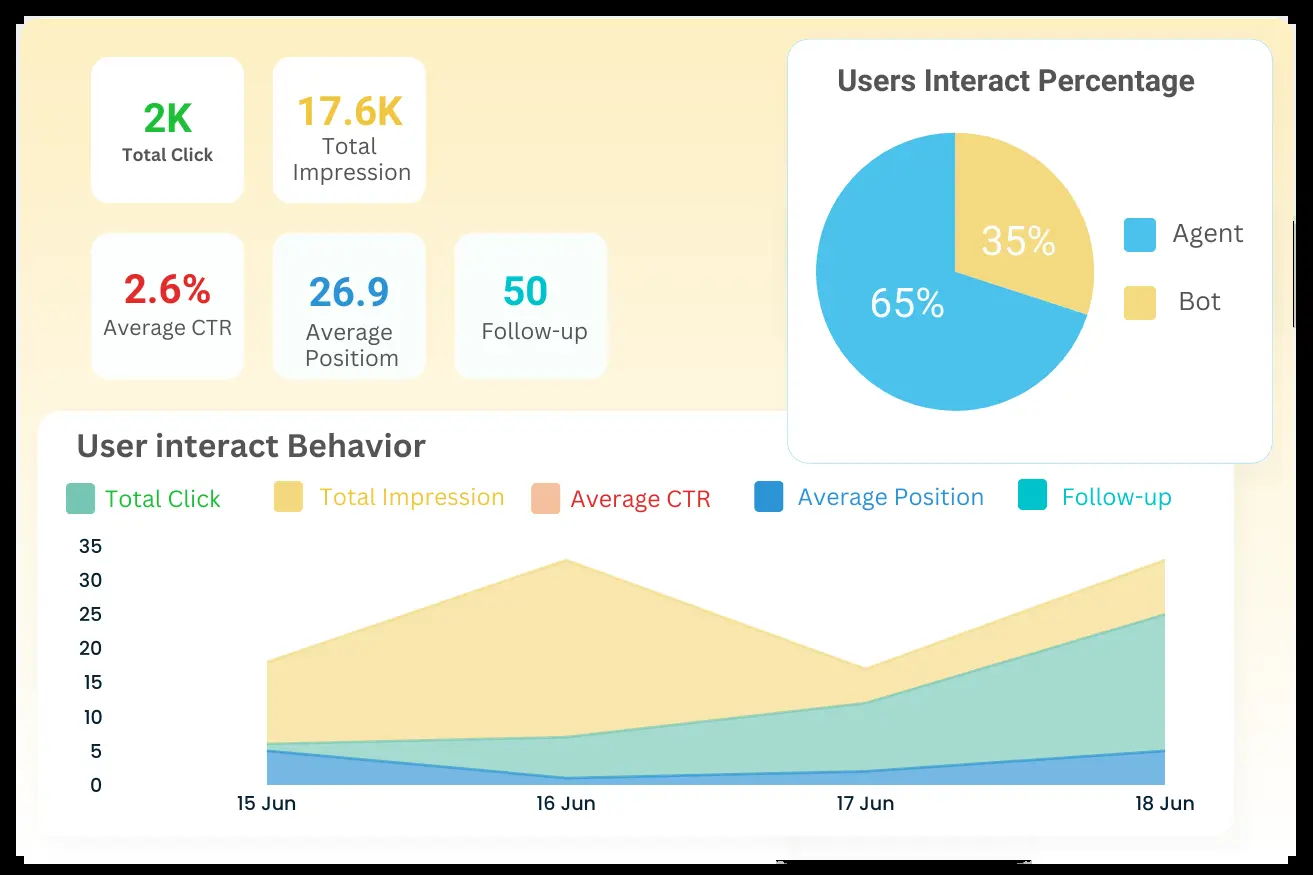 2K
Total Click
17.6K
Total
Impression
2.6%
Average CTR
26.9
Average
Positiom
50
Follow-up
Users Interact Percentage
35%
65%
Agent
Bot
User interact Behavior
Total Click
Total Impression
Average CTR
Average Position
Follow-up
35
30
25
20
15
10
5
0
15 Jun
16 Jun
17 Jun
18 Jun